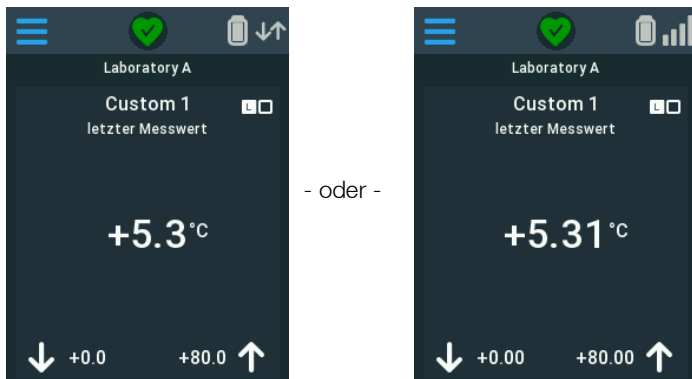 Laboratory A
Custom 1
L
letzter Messwert
+5.3°C
+0.0 +80.0
- oder -
Laboratory A
Custom 1
L
letzter Messwert
+5.31°C
+0.00 +80.00